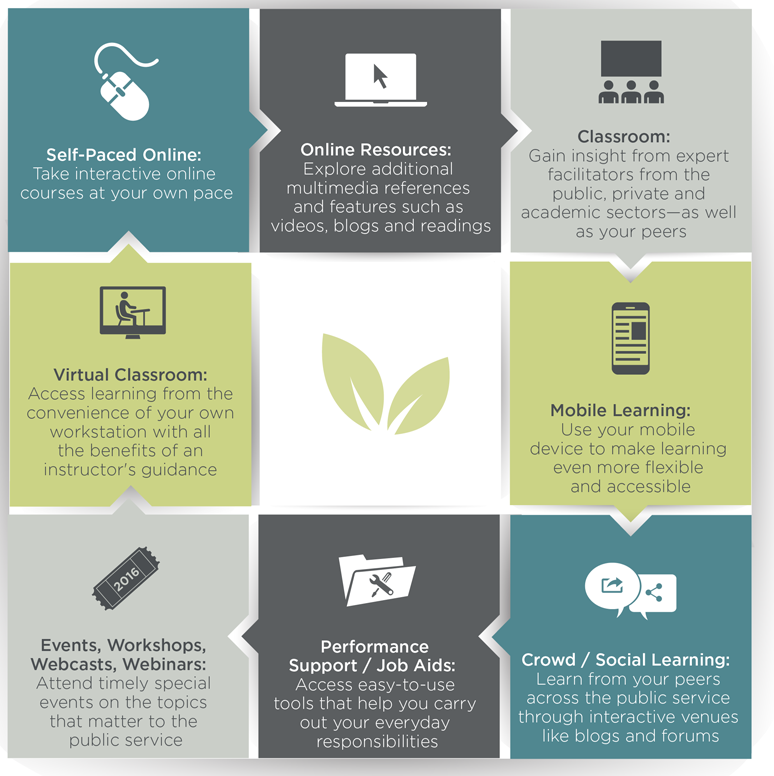 Self-Paced Online:
Take interactive online
courses at your own pace
Online Resources:
Explore additional
multimedia references
and features such as
videos, blogs and readings
Classroom:
Gain insight from expert
facilitators from the
public, private and
academic sectors—as well
as your peers
Virtual Classroom:
Access learning from the
convenience of your own
workstation with all
the benefits of an
instructor's guidance
Mobile Learning:
Use your mobile
device to make learning
even more flexible
and accessible
2016
Events, Workshops,
Webcasts, Webinars:
Attend timely special
events on the topics
that matter to the
public service
Performance
Support / Job Aids:
Access easy-to-use
tools that help you carry
out your everyday
responsibilities
Crowd / Social Learning:
Learn from your peers
across the public service
through interactive venues
like blogs and forums